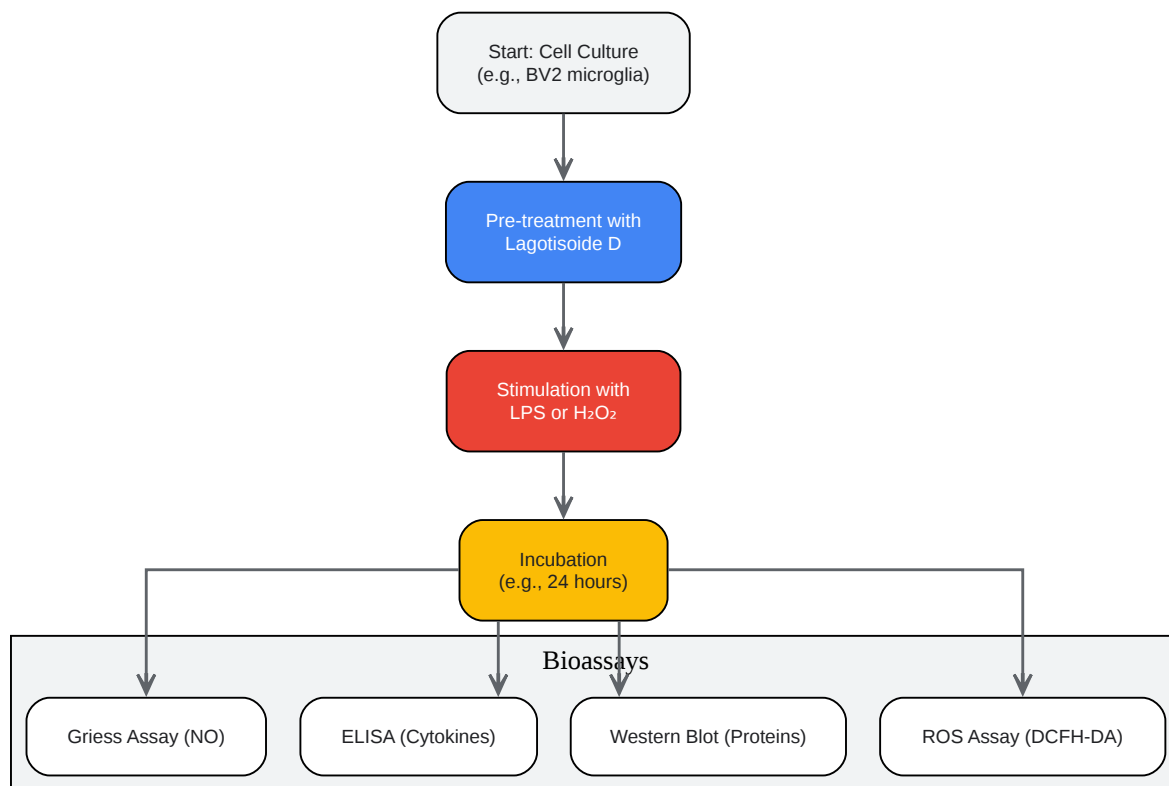 Start: Cell Culture
(e.g., BV2 microglia)
Pre-treatment with
Lagotisoide D
Stimulation with
LPS or H₂O₂
Incubation
(e.g., 24 hours)
Bioassays
Griess Assay (NO)
ELISA (Cytokines)
Western Blot (Proteins)
ROS Assay (DCFH-DA)